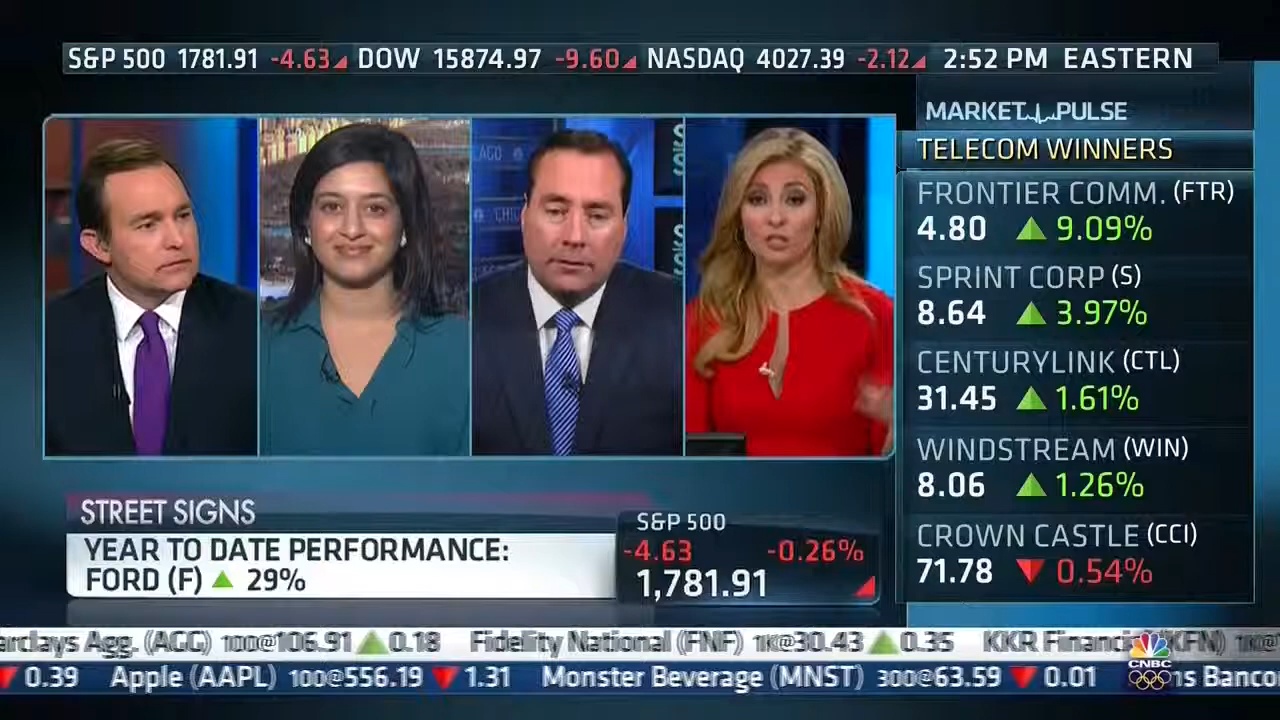 S&P 500 1781.91 -4.63 DOW 15874.97 -9.60 NASDAQ 4027.39 -2.12 2:52 PM EASTERN
MARKET PULSE
TELECOM WINNERS
FRONTIER COMM. (FTR)
4.80 9.09%
SPRINT CORP (S)
8.64 3.97%
CENTURYLINK (CTL)
31.45 1.61%
WINDSTREAM (WIN)
8.06 1.26%
CROWN CASTLE (CCI)
71.78 0.54%
STREET SIGNS
YEAR TO DATE PERFORMANCE:
FORD (F) 29%
S&P 500
-4.63 -0.26%
1,781.91
arclays Agg. (AGG) 100@106.91 0.18 Fidelity National (FNF) 1K@30.43 0.35 KKR Financi (KFN) 1K@
0.39 Apple (AAPL) 100@556.19 1.31 Monster Beverage (MNST) 300@63.59 0.01 s Banco
CNBC